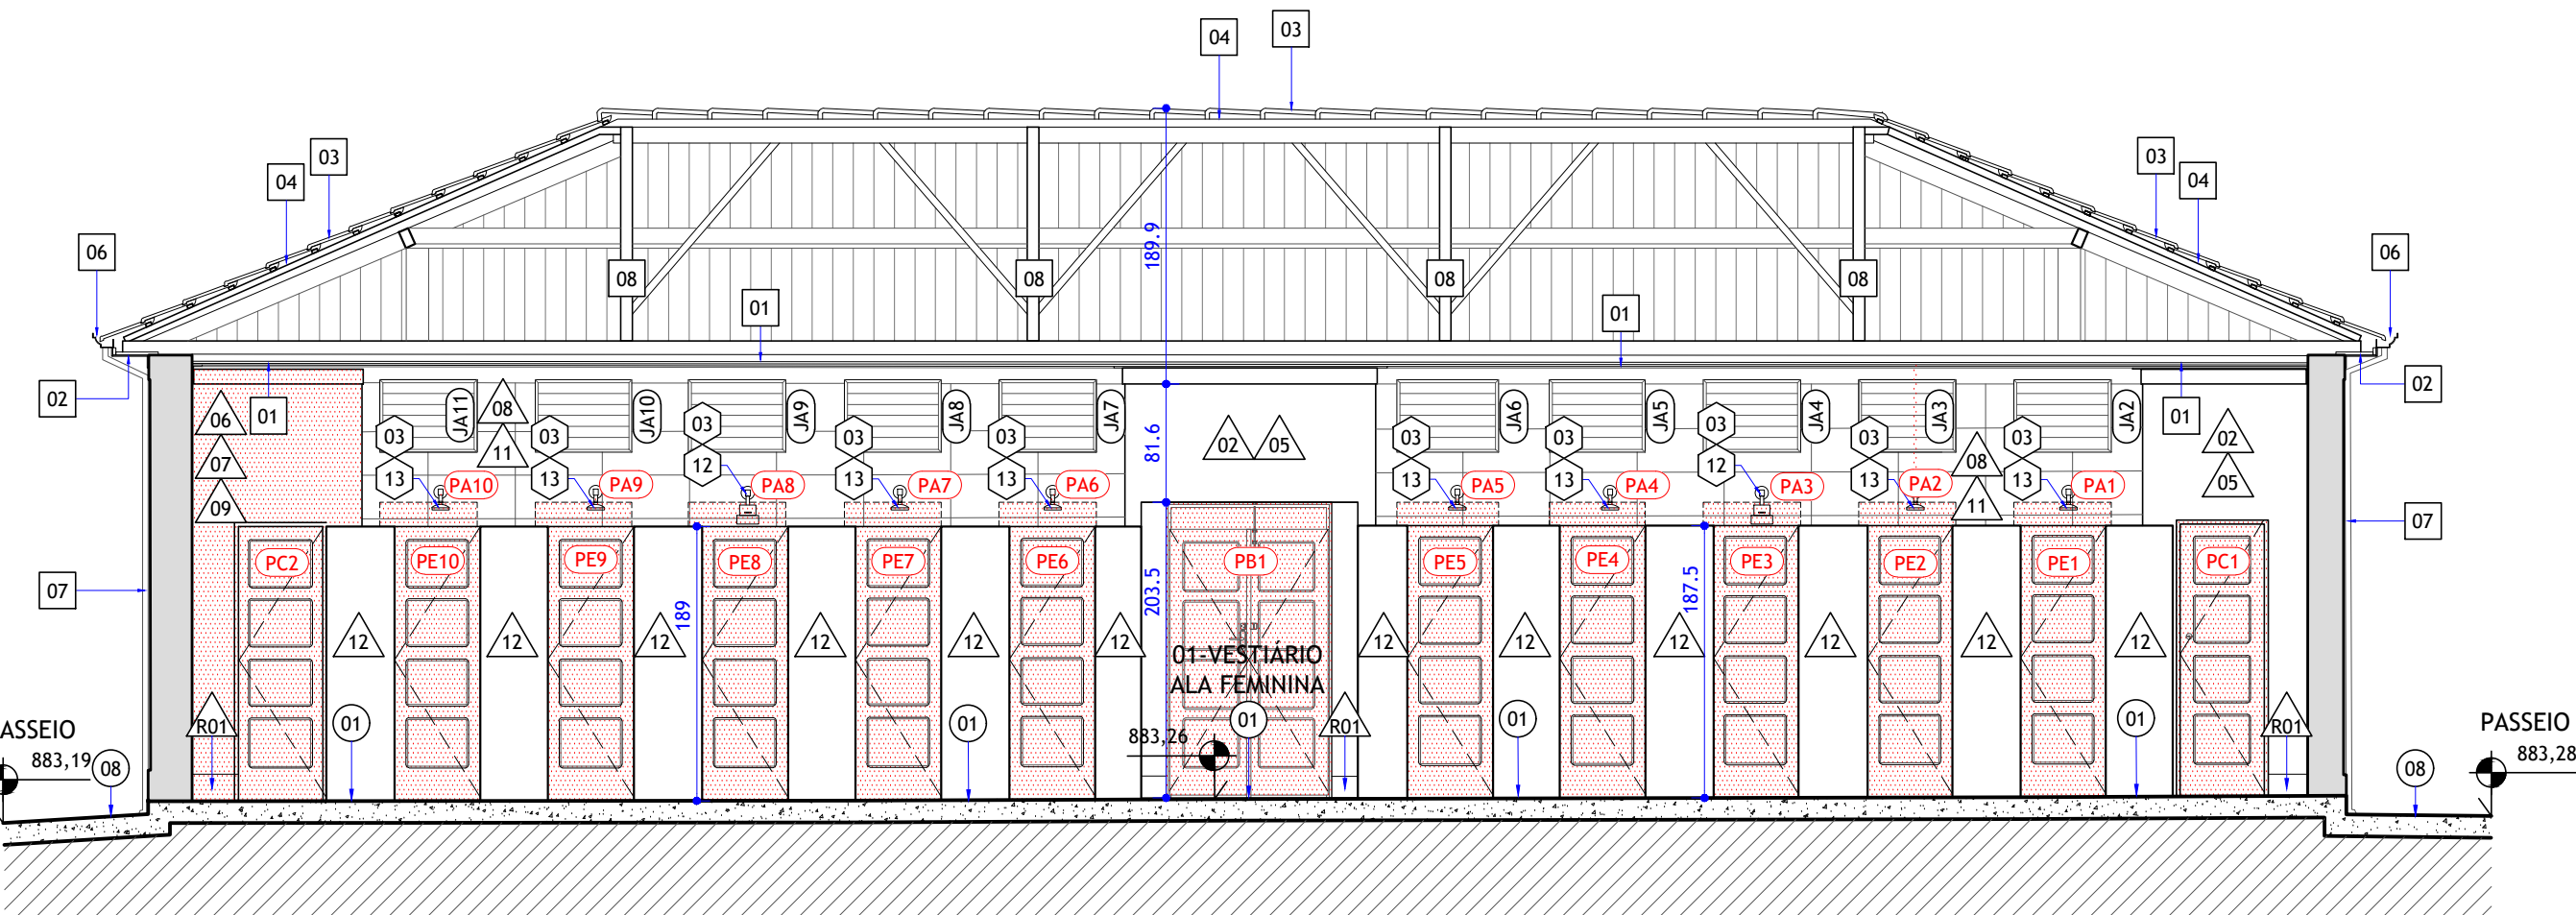 04
03
03
04
03
04
06
06
189.9
08
08
08
08
01
01
02
02
01
01
06
07
09
JA11
08
11
JA10
JA9
JA8
JA7
JA6
JA5
JA4
JA3
JA2
03
13
03
13
03
12
03
13
03
13
02
05
03
13
03
13
03
12
03
13
08
11
03
13
02
05
81.6
PA10
PA9
PA8
PA7
PA6
PA5
PA4
PA3
PA2
PA1
07
07
PC2
PE10
PE9
PE8
PE7
PE6
PB1
PE5
PE4
PE3
PE2
PE1
PC1
189
203.5
187.5
12
12
12
12
12
12
12
12
12
12
12
12
01-VESTIÁRIO
ALA FEMININA
R01
01
01
01
R01
01
01
R01
883,26
ASSEIO
883,19
08
PASSEIO
883,28
08